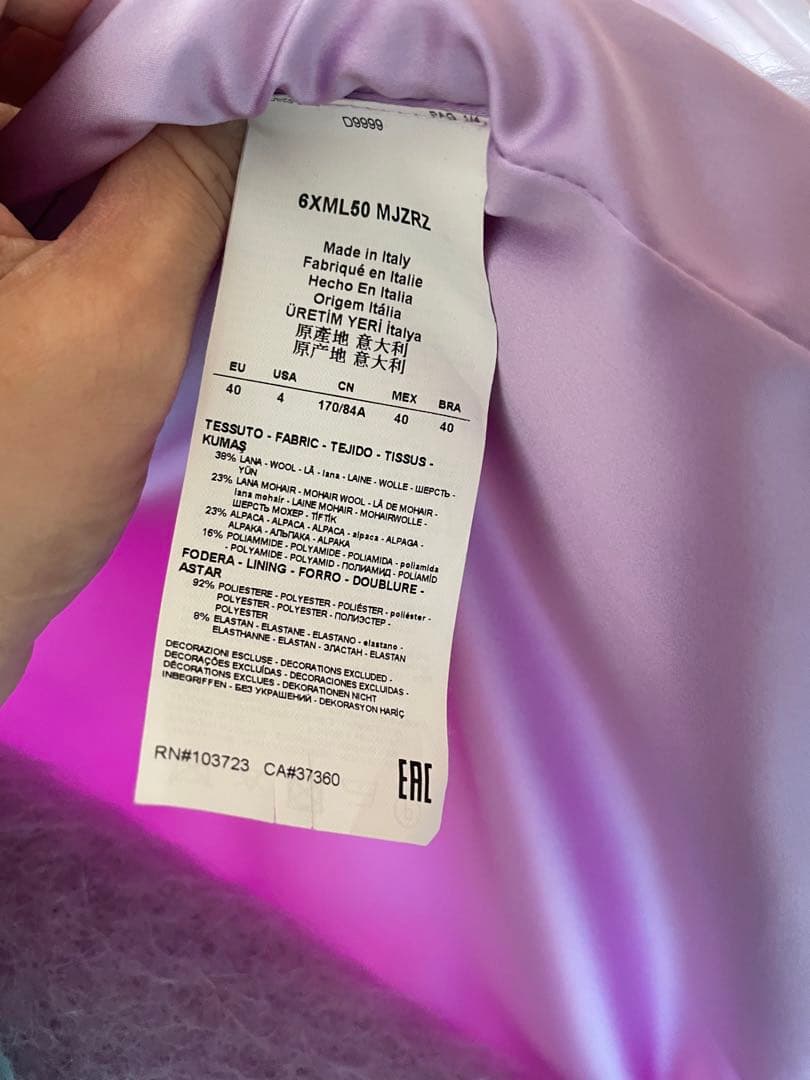 D9999
PAG 1/4
6XML50 MJZRZ
Made in Italy
Fabriqué en Italie
Hecho En Italia
Origem Itália
ÜRETİM YERİ İtalya
原產地 意大利
原产地 意大利
EU USA CN MEX BRA
40 4 170/84A 40 40
TESSUTO - FABRIC - TEJIDO - TISSUS -
KUMAŞ
38% LANA - WOOL - LÃ - lana - LAINE - WOLLE - ШЕРСТЬ -
YÜN
23% LANA MOHAIR - MOHAIR WOOL - LÃ DE MOHAIR -
lana mohair - LAINE MOHAIR - MOHAIRWOLLE -
ШЕРСТЬ МОХЕР - TİFTİK
23% ALPACA - ALPACA - ALPACA - alpaca - ALPAGA -
ALPAKA - АЛЬПАКА - ALPAKA
16% POLIAMMIDE - POLYAMIDE - POLIAMIDA - poliamida
- POLYAMIDE - POLYAMID - ПОЛИАМИД - POLİAMİD
FODERA - LINING - FORRO - DOUBLURE -
ASTAR
92% POLIESTERE - POLYESTER - POLIÉSTER - poliéster -
POLYESTER - POLYESTER - ПОЛИЭСТЕР -
POLYESTER
8% ELASTAN - ELASTANE - ELASTANO - elastano -
ELASTHANNE - ELASTAN - ЭЛАСТАН - ELASTAN
DECORAZIONI ESCLUSE - DECORATIONS EXCLUDED -
DECORAÇÕES EXCLUÍDAS - DECORACIONES EXCLUIDAS -
DÉCORATIONS EXCLUES - DEKORATIONEN NICHT
INBEGRIFFEN - БЕЗ УКРАШЕНИЙ - DEKORASYON HARİÇ
RN#103723 CA#37360
EAC